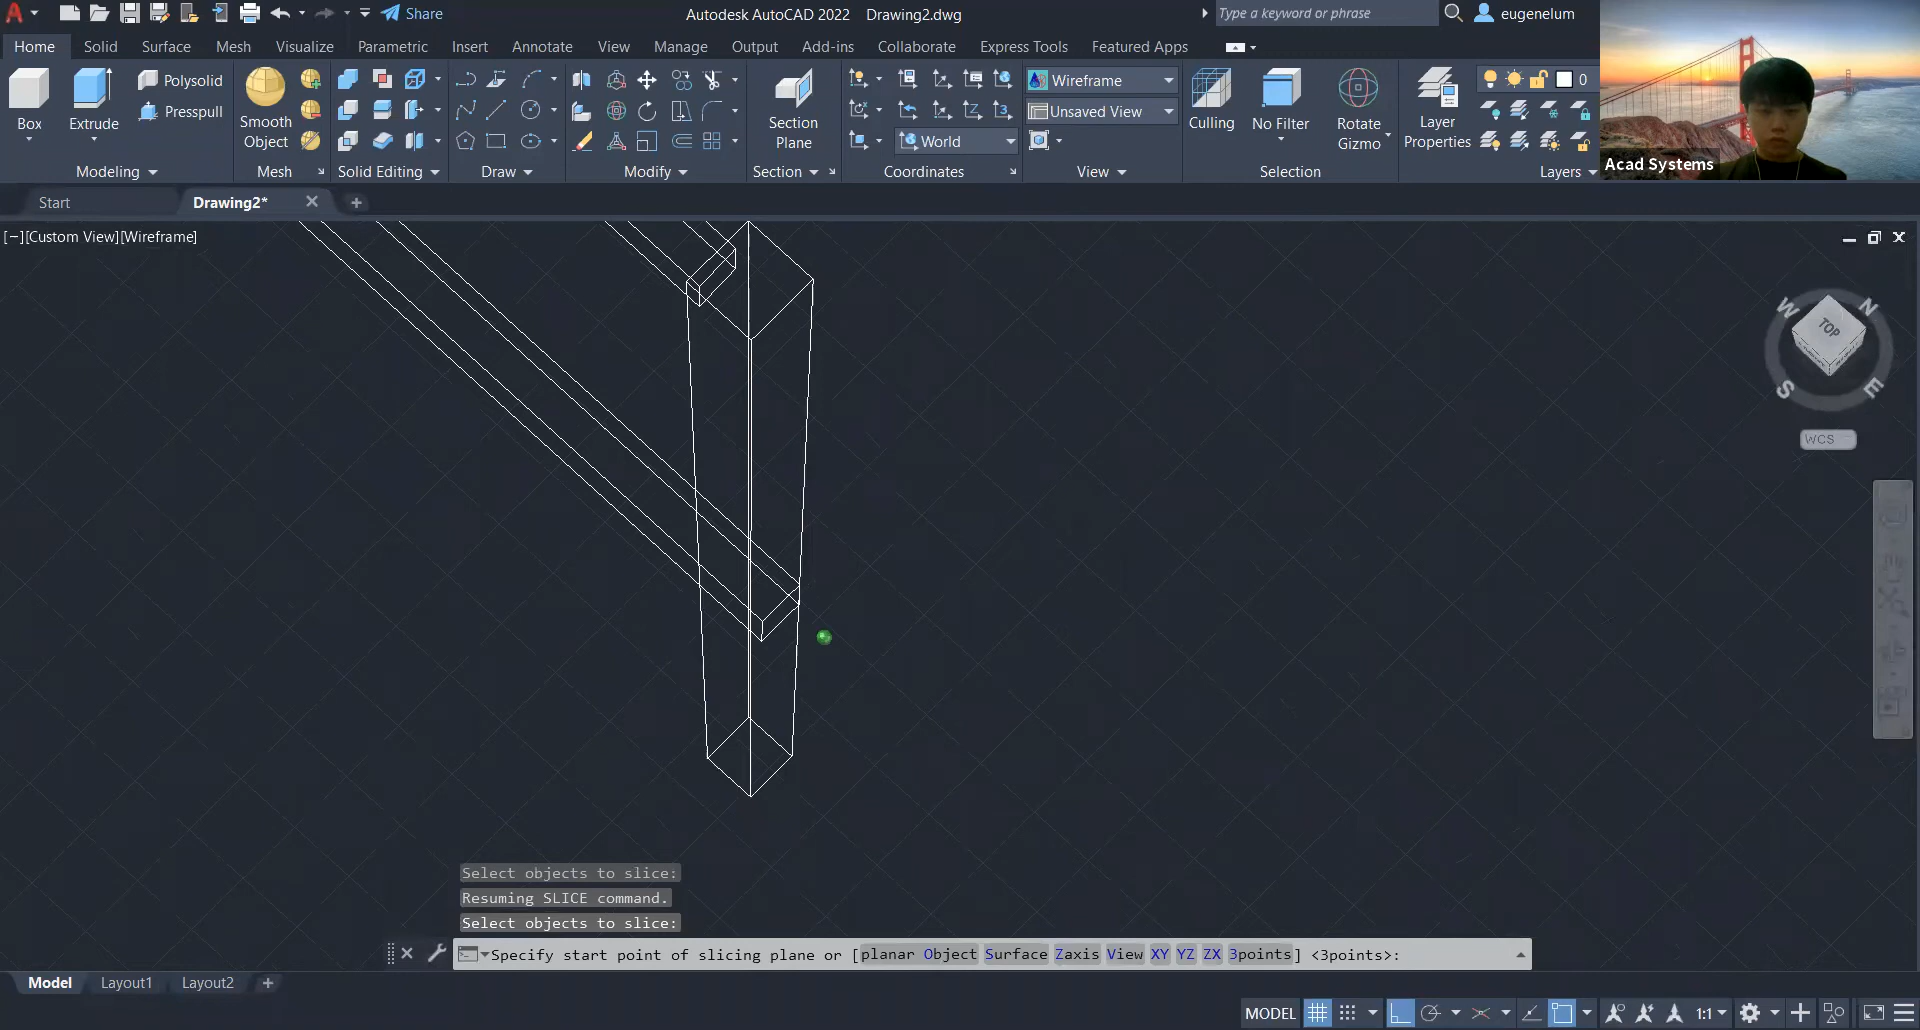 Share
Autodesk AutoCAD 2022 Drawing2.dwg
Type a keyword or phrase
eugenelum
Home Solid Surface Mesh Visualize Parametric Insert Annotate View Manage Output Add-ins Collaborate Express Tools Featured Apps
Box
Extrude
Polysolid
Presspull
Smooth
Object
Section
Plane
World
Wireframe
Unsaved View
Culling
No Filter
Rotate
Gizmo
Layer
Properties
0
Modeling Mesh Solid Editing Draw Modify Section Coordinates View Selection Layers
Acad Systems
Start Drawing2*
[−][Custom View][Wireframe]
W N
TOP
S E
WCS
Select objects to slice:
Resuming SLICE command.
Select objects to slice:
Specify start point of slicing plane or [planar Object Surface Zaxis View XY YZ ZX 3points] <3points>:
Model Layout1 Layout2
MODEL 1:1